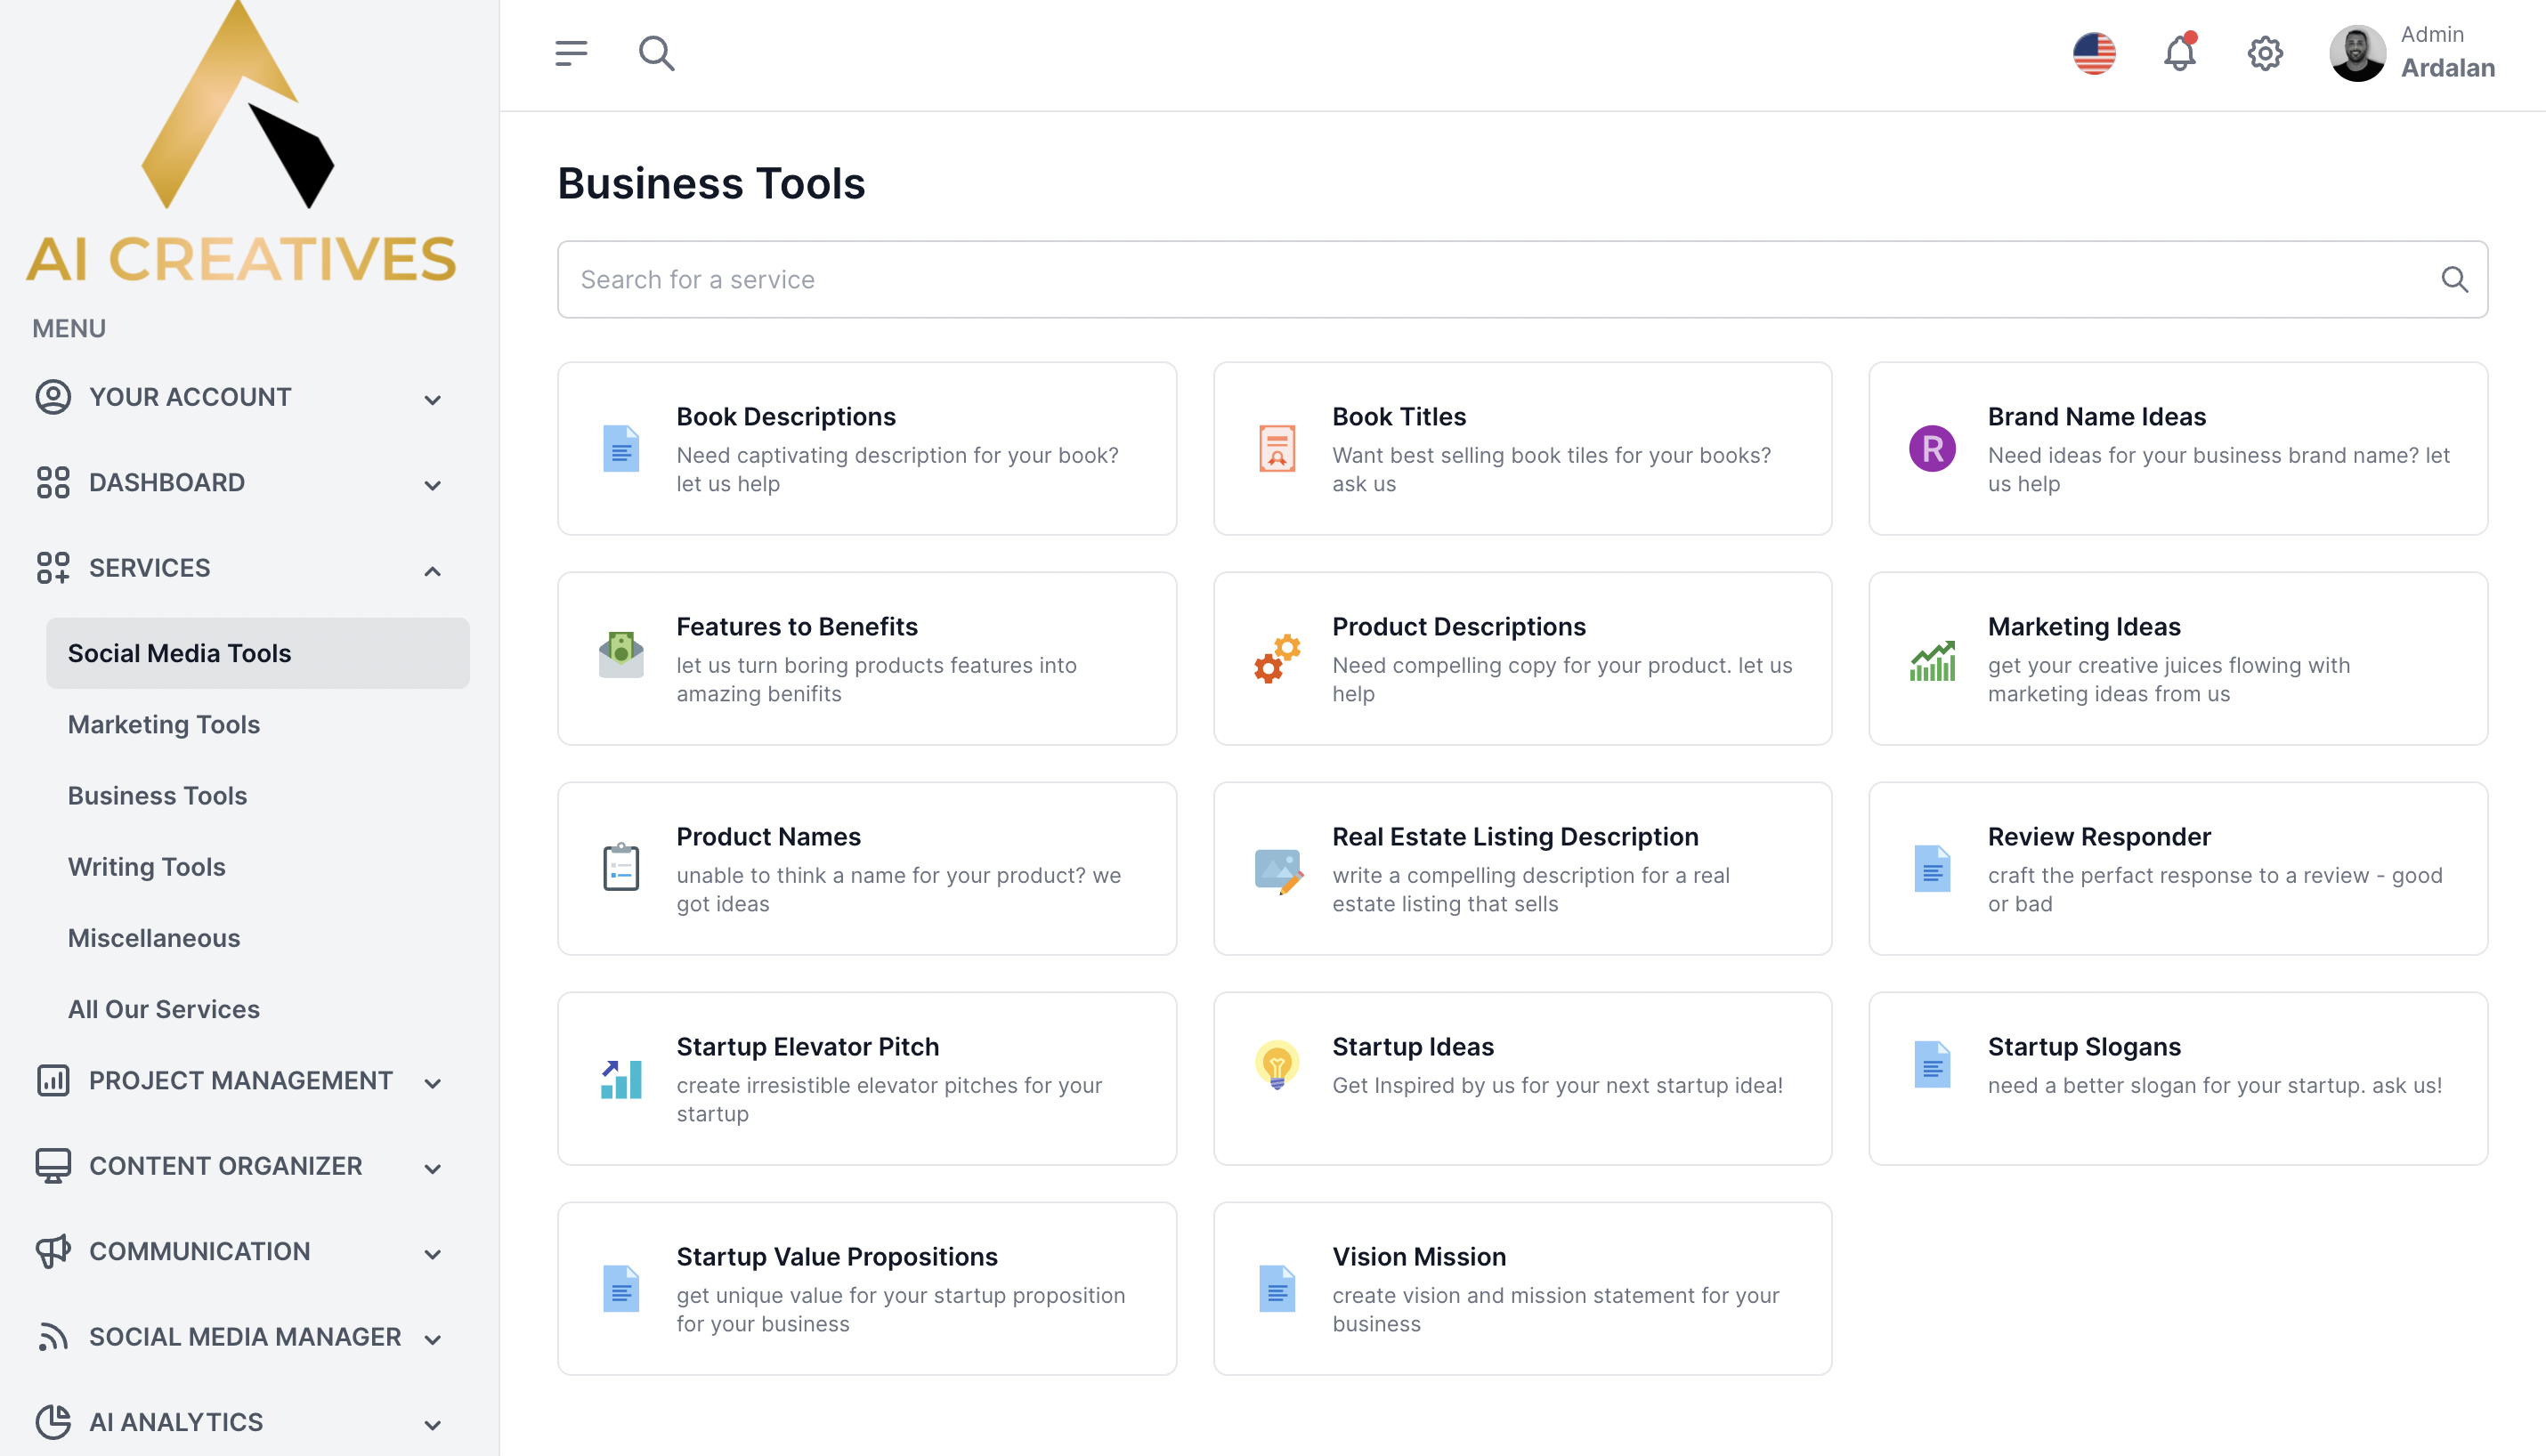 AI CREATIVES
MENU
YOUR ACCOUNT
DASHBOARD
SERVICES
Social Media Tools
Marketing Tools
Business Tools
Writing Tools
Miscellaneous
All Our Services
PROJECT MANAGEMENT
CONTENT ORGANIZER
COMMUNICATION
SOCIAL MEDIA MANAGER
AI ANALYTICS
Admin
Ardalan
Business Tools
Search for a service
Book Descriptions
Need captivating description for your book?
let us help
Book Titles
Want best selling book tiles for your books?
ask us
R
Brand Name Ideas
Need ideas for your business brand name? let
us help
Features to Benefits
let us turn boring products features into
amazing benifits
Product Descriptions
Need compelling copy for your product. let us
help
Marketing Ideas
get your creative juices flowing with
marketing ideas from us
Product Names
unable to think a name for your product? we
got ideas
Real Estate Listing Description
write a compelling description for a real
estate listing that sells
Review Responder
craft the perfact response to a review - good
or bad
Startup Elevator Pitch
create irresistible elevator pitches for your
startup
Startup Ideas
Get Inspired by us for your next startup idea!
Startup Slogans
need a better slogan for your startup. ask us!
Startup Value Propositions
get unique value for your startup proposition
for your business
Vision Mission
create vision and mission statement for your
business